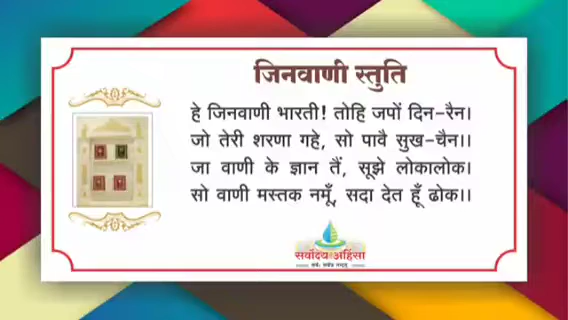 जिनवाणी स्तुति
हे जिनवाणी भारती! तोहि जपों दिन-रैन।
जो तेरी शरणा गहे, सो पावै सुख-चैन।।
जा वाणी के ज्ञान तैं, सूझे लोकालोक।
सो वाणी मस्तक नमूँ, सदा देत हूँ ढोक।।
सर्वोदय अहिंसा